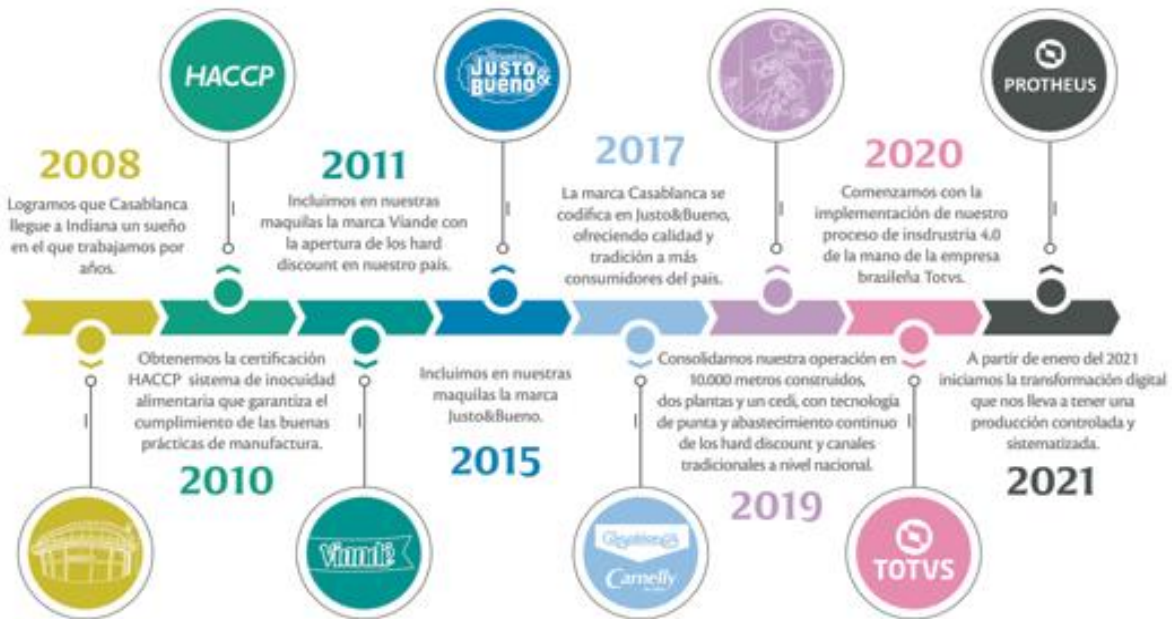 HACCP
JUSTO &
BUENO
PROTHEUS
2008
Logramos que Casablanca
llegue a Indiana un sueño
en el que trabajamos por
años.
2011
Incluimos en nuestras
maquilas la marca Viande con
la apertura de los hard
discount en nuestro país.
2017
La marca Casablanca se
codifica en Justo&Bueno,
ofreciendo calidad y
tradición a más
consumidores del país.
2020
Comenzamos con la
implementación de nuestro
proceso de insdrustria 4.0
de la mano de la empresa
brasileña Totvs.
Obtenemos la certificación
HACCP sistema de inocuidad
alimentaria que garantiza el
cumplimiento de las buenas
prácticas de manufactura.
2010
Incluimos en nuestras
maquilas la marca
Justo&Bueno.
2015
Consolidamos nuestra operación en
10.000 metros construidos,
dos plantas y un cedi, con tecnología
de punta y abastecimiento continuo
de los hard discount y canales
tradicionales a nivel nacional.
2019
A partir de enero del 2021
iniciamos la transformación digital
que nos lleva a tener una
producción controlada y
sistematizada.
2021
Viandé
Casablanca
Carnelly
TOTVS